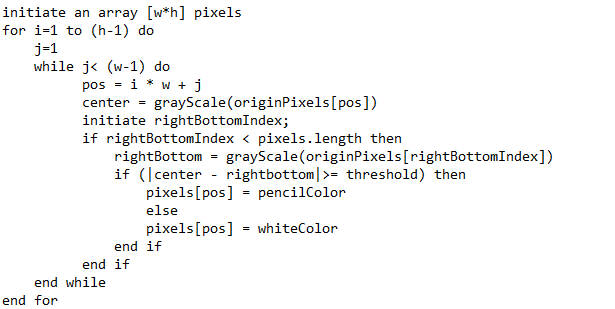 initiate an array [w*h] pixels
for i=1 to (h-1) do
    j=1
    while j< (w-1) do
          pos = i * w + j
          center = grayScale(originPixels[pos])
          initiate rightBottomIndex;
          if rightBottomIndex < pixels.length then
              rightBottom = grayScale(originPixels[rightBottomIndex])
              if (|center - rightbottom|>= threshold) then
                  pixels[pos] = pencilColor
                  else
                  pixels[pos] = whiteColor
              end if
          end if
    end while
end for